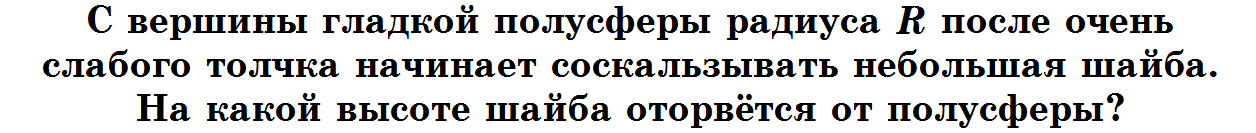 С вершины гладкой полусферы радиуса R после очень
слабого толчка начинает соскальзывать небольшая шайба.
На какой высоте шайба оторвётся от полусферы?